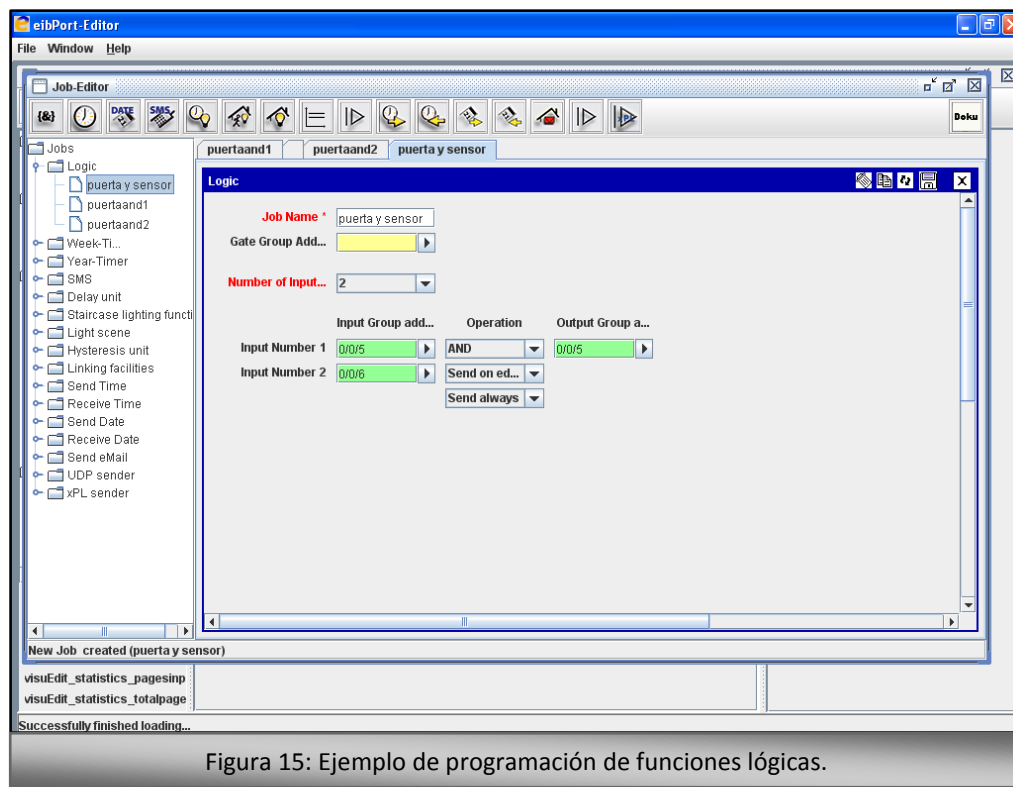 eibPort-Editor
File Window Help
Job-Editor
{&} DATE SMS Doku
Jobs
Logic
puerta y sensor
puertaand1
puertaand2
Week-Ti...
Year-Timer
SMS
Delay unit
Staircase lighting functi
Light scene
Hysteresis unit
Linking facilities
Send Time
Receive Time
Send Date
Receive Date
Send eMail
UDP sender
xPL sender
puertaand1 puertaand2 puerta y sensor
Logic
Job Name * puerta y sensor
Gate Group Add...
Number of Input... 2
Input Group add... Operation Output Group a...
Input Number 1 0/0/5 AND 0/0/5
Input Number 2 0/0/6 Send on ed...
Send always
New Job created (puerta y sensor)
visuEdit_statistics_pagesinp
visuEdit_statistics_totalpage
Successfully finished loading...
Figura 15: Ejemplo de programación de funciones lógicas.